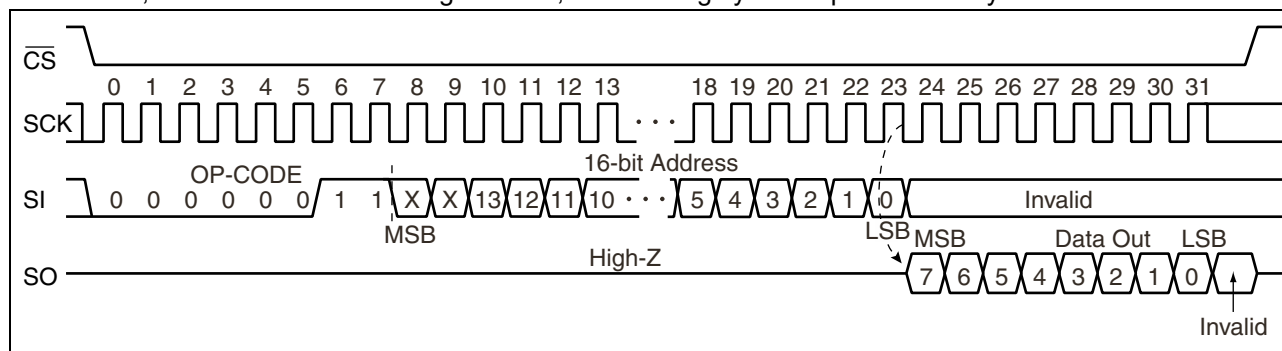 CS
0 1 2 3 4 5 6 7 8 9 10 11 12 13 18 19 20 21 22 23 24 25 26 27 28 29 30 31
SCK
· · ·
OP-CODE
16-bit Address
SI
0 0 0 0 0 0 1 1 X X 13 12 11 10 · · · 5 4 3 2 1 0 Invalid
MSB
LSB
MSB
Data Out
LSB
High-Z
SO
7 6 5 4 3 2 1 0
Invalid